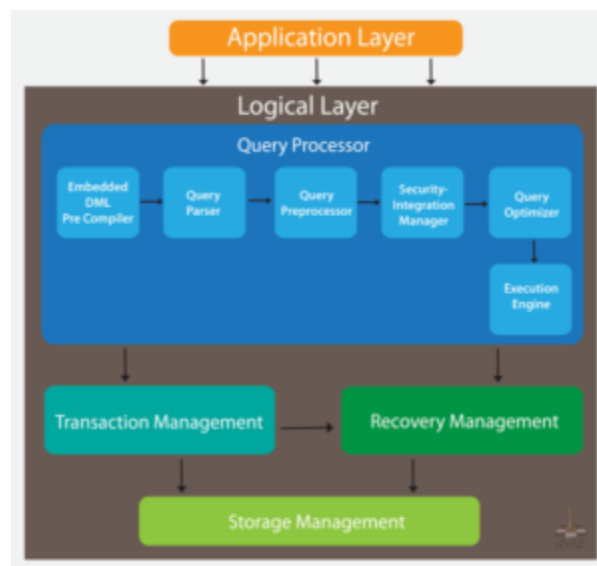 Application Layer
Logical Layer
Query Processor
Embedded
DML
Pre Compiler
Query
Parser
Query
Preprocessor
Security-
Integration
Manager
Query
Optimizer
Execution
Engine
Transaction Management
Recovery Management
Storage Management